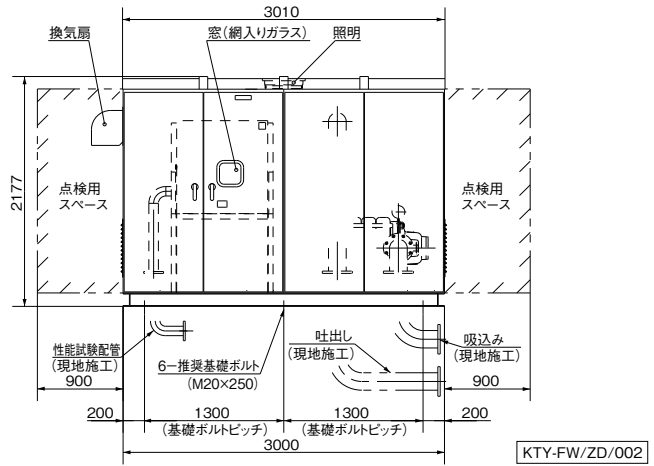 3010
換気扇
窓(網入りガラス)
照明
2177
点検用
スペース
点検用
スペース
性能試験配管
(現地施工)
6ー推奨基礎ボルト
(M20×250)
吐出し
(現地施工)
吸込み
(現地施工)
900
900
200
1300
1300
200
(基礎ボルトピッチ)
(基礎ボルトピッチ)
3000
KTY-FW/ZD/002